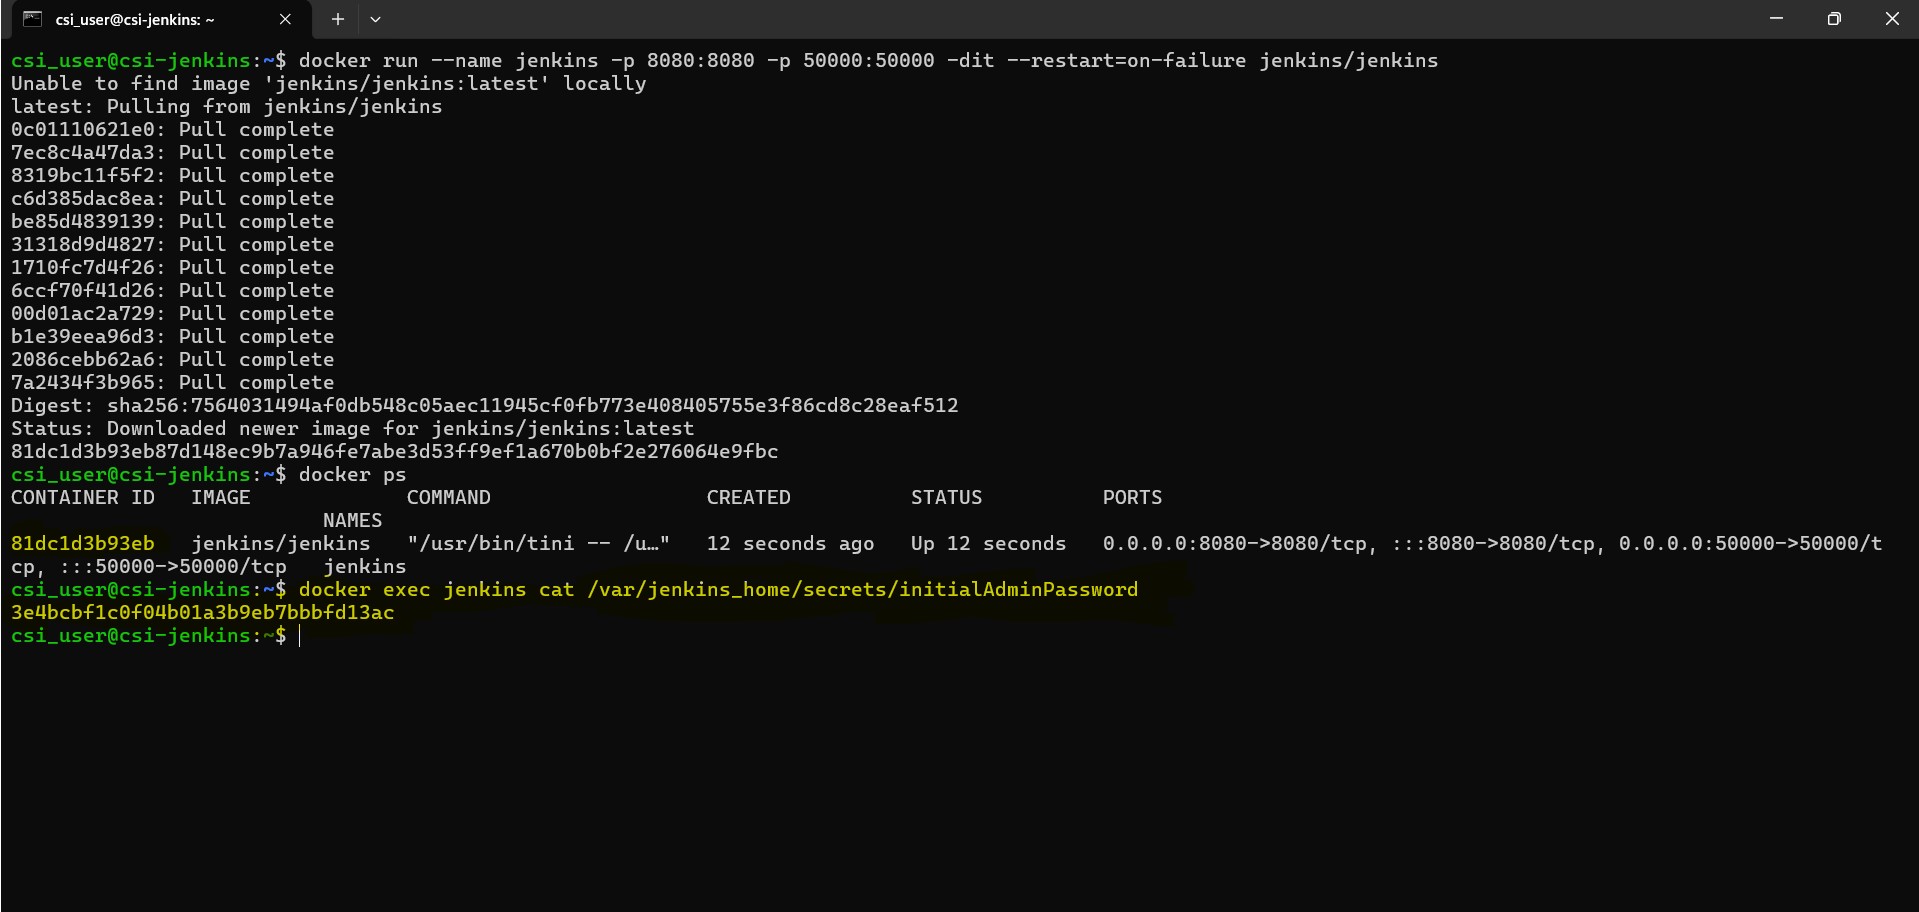 csi_user@csi-jenkins: ~
csi_user@csi-jenkins:~$ docker run --name jenkins -p 8080:8080 -p 50000:50000 -dit --restart=on-failure jenkins/jenkins
Unable to find image 'jenkins/jenkins:latest' locally
latest: Pulling from jenkins/jenkins
0c01110621e0: Pull complete
7ec8c4a47da3: Pull complete
8319bc11f5f2: Pull complete
c6d385dac8ea: Pull complete
be85d4839139: Pull complete
31318d9d4827: Pull complete
1710fc7d4f26: Pull complete
6ccf70f41d26: Pull complete
00d01ac2a729: Pull complete
b1e39eea96d3: Pull complete
2086cebb62a6: Pull complete
7a2434f3b965: Pull complete
Digest: sha256:7564031494af0db548c05aec11945cf0fb773e408405755e3f86cd8c28eaf512
Status: Downloaded newer image for jenkins/jenkins:latest
81dc1d3b93eb87d148ec9b7a946fe7abe3d53ff9ef1a670b0bf2e276064e9fbc
csi_user@csi-jenkins:~$ docker ps
CONTAINER ID   IMAGE             COMMAND                  CREATED          STATUS          PORTS
                          NAMES
81dc1d3b93eb   jenkins/jenkins   "/usr/bin/tini -- /u…"   12 seconds ago   Up 12 seconds   0.0.0.0:8080->8080/tcp, :::8080->8080/tcp, 0.0.0.0:50000->50000/t
cp, :::50000->50000/tcp   jenkins
csi_user@csi-jenkins:~$ docker exec jenkins cat /var/jenkins_home/secrets/initialAdminPassword
3e4bcbf1c0f04b01a3b9eb7bbbfd13ac
csi_user@csi-jenkins:~$